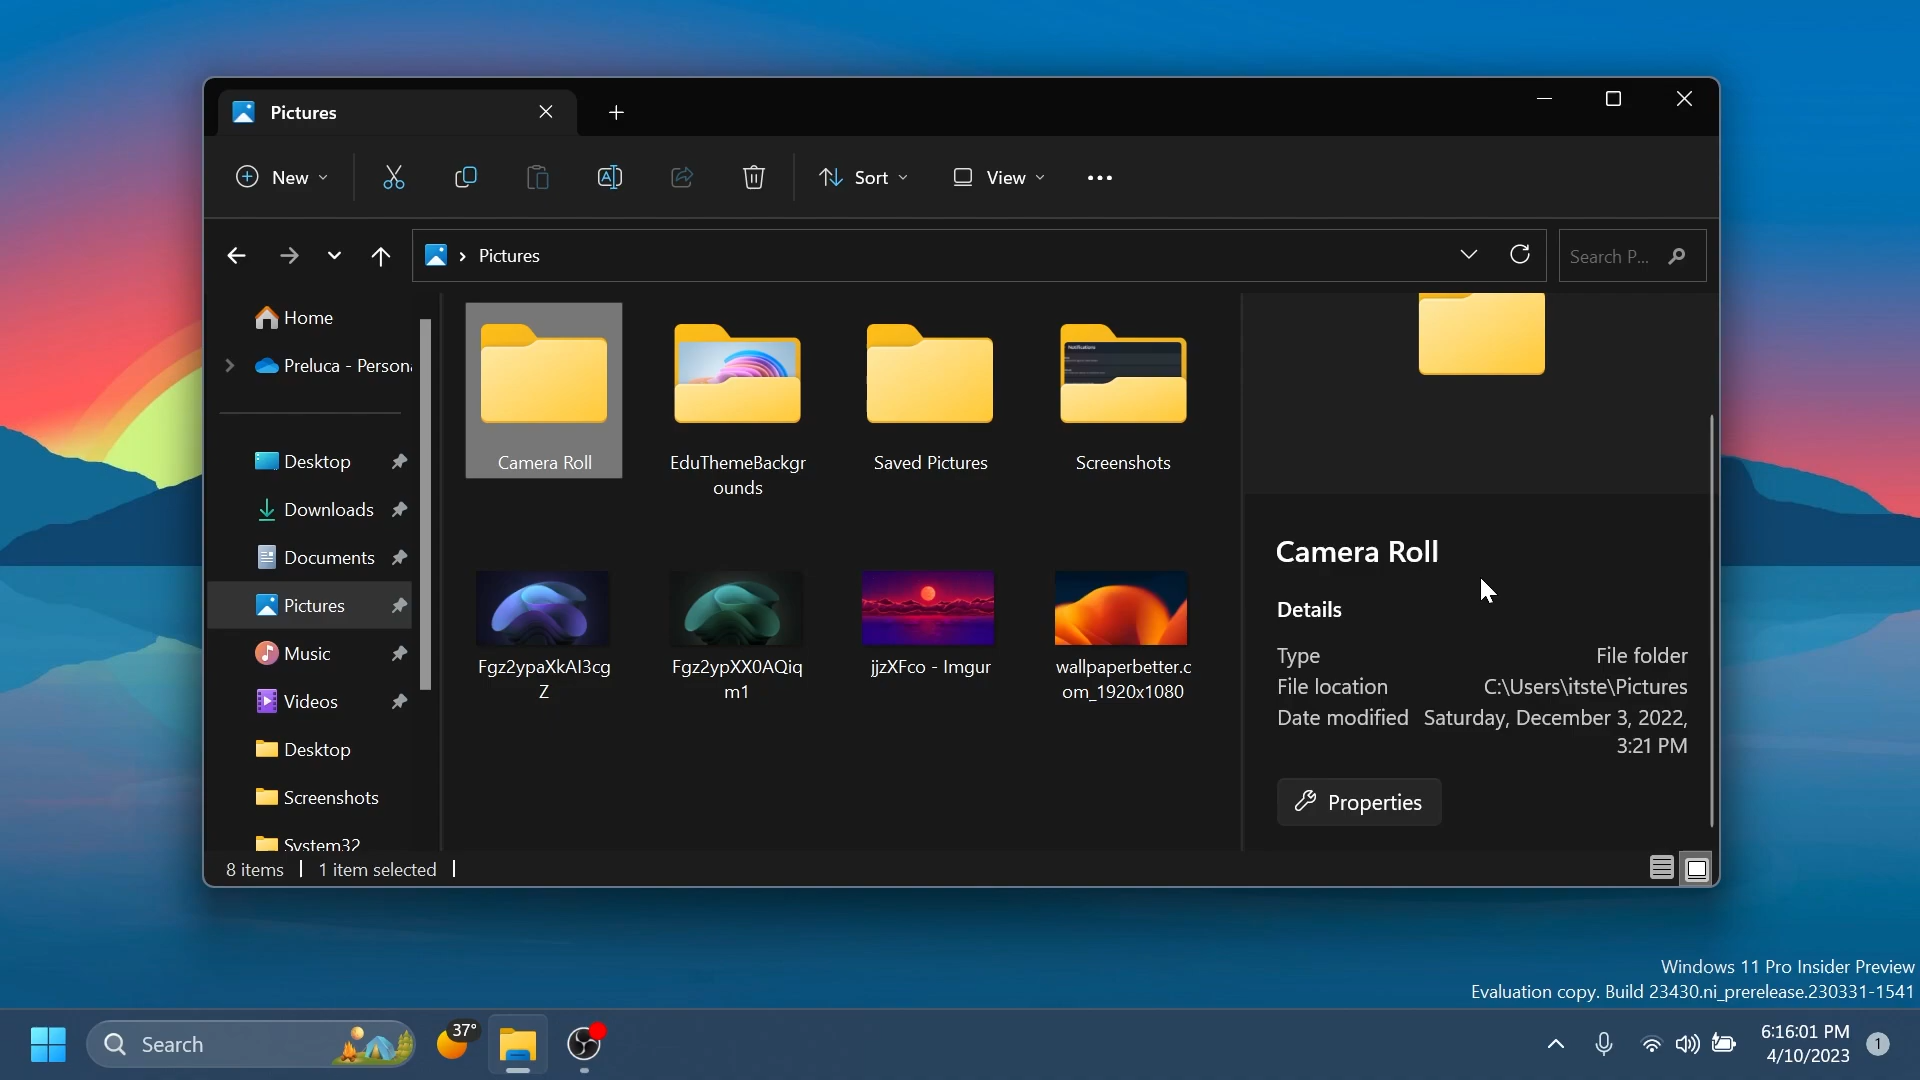 Pictures
New
Sort
View
Pictures
Search P...
Home
Preluca - Persona
Desktop
Downloads
Documents
Pictures
Music
Videos
Desktop
Screenshots
System32
Camera Roll
EduThemeBackgr
ounds
Saved Pictures
Notifications
Screenshots
Fgz2ypaXkAI3cg
Z
Fgz2ypXX0AQiq
m1
jjzXFco - Imgur
wallpaperbetter.c
om_1920x1080
Camera Roll
Details
Type File folder
File location C:\Users\itste\Pictures
Date modified Saturday, December 3, 2022,
3:21 PM
Properties
8 items 1 item selected
Windows 11 Pro Insider Preview
Evaluation copy. Build 23430.ni_prerelease.230331-1541
Search
37°
6:16:01 PM
4/10/2023
1